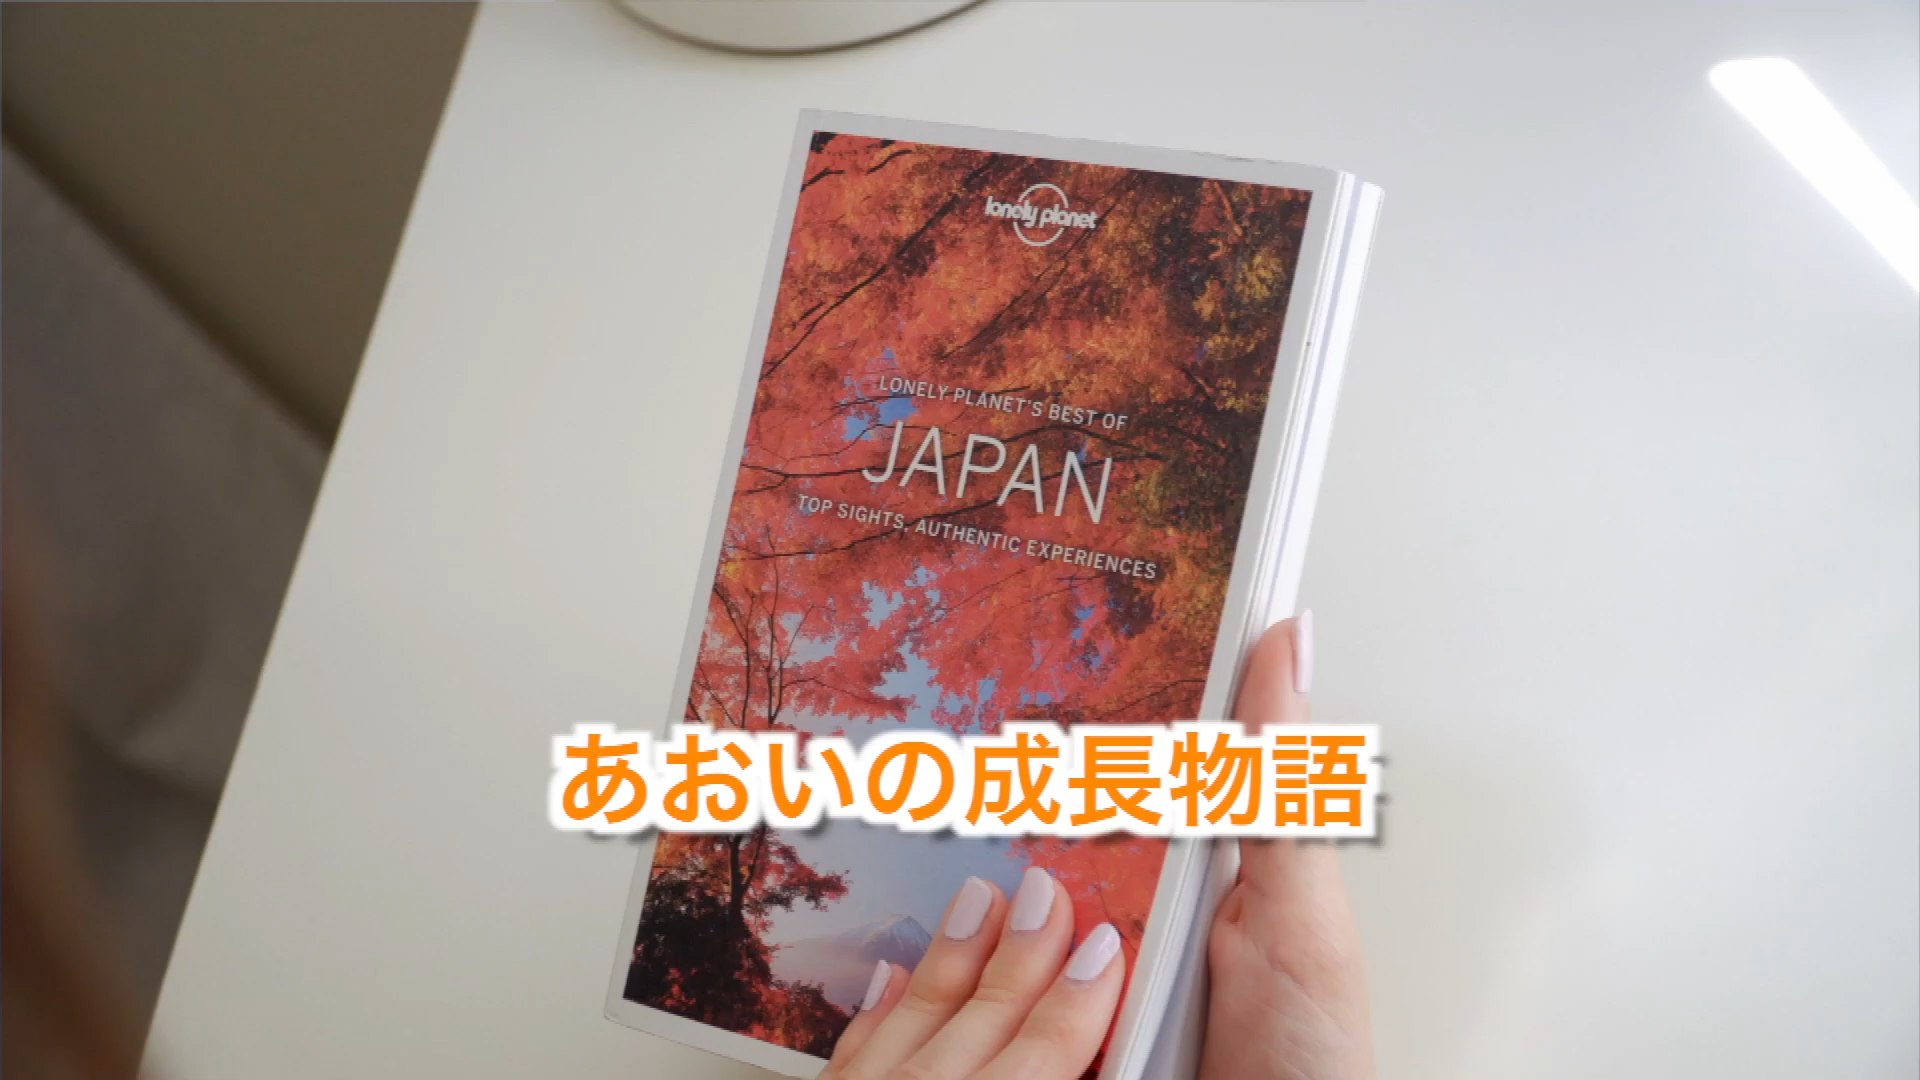 lonely planet
LONELY PLANET'S BEST OF
JAPAN
TOP SIGHTS, AUTHENTIC EXPERIENCES
あおいの成長物語